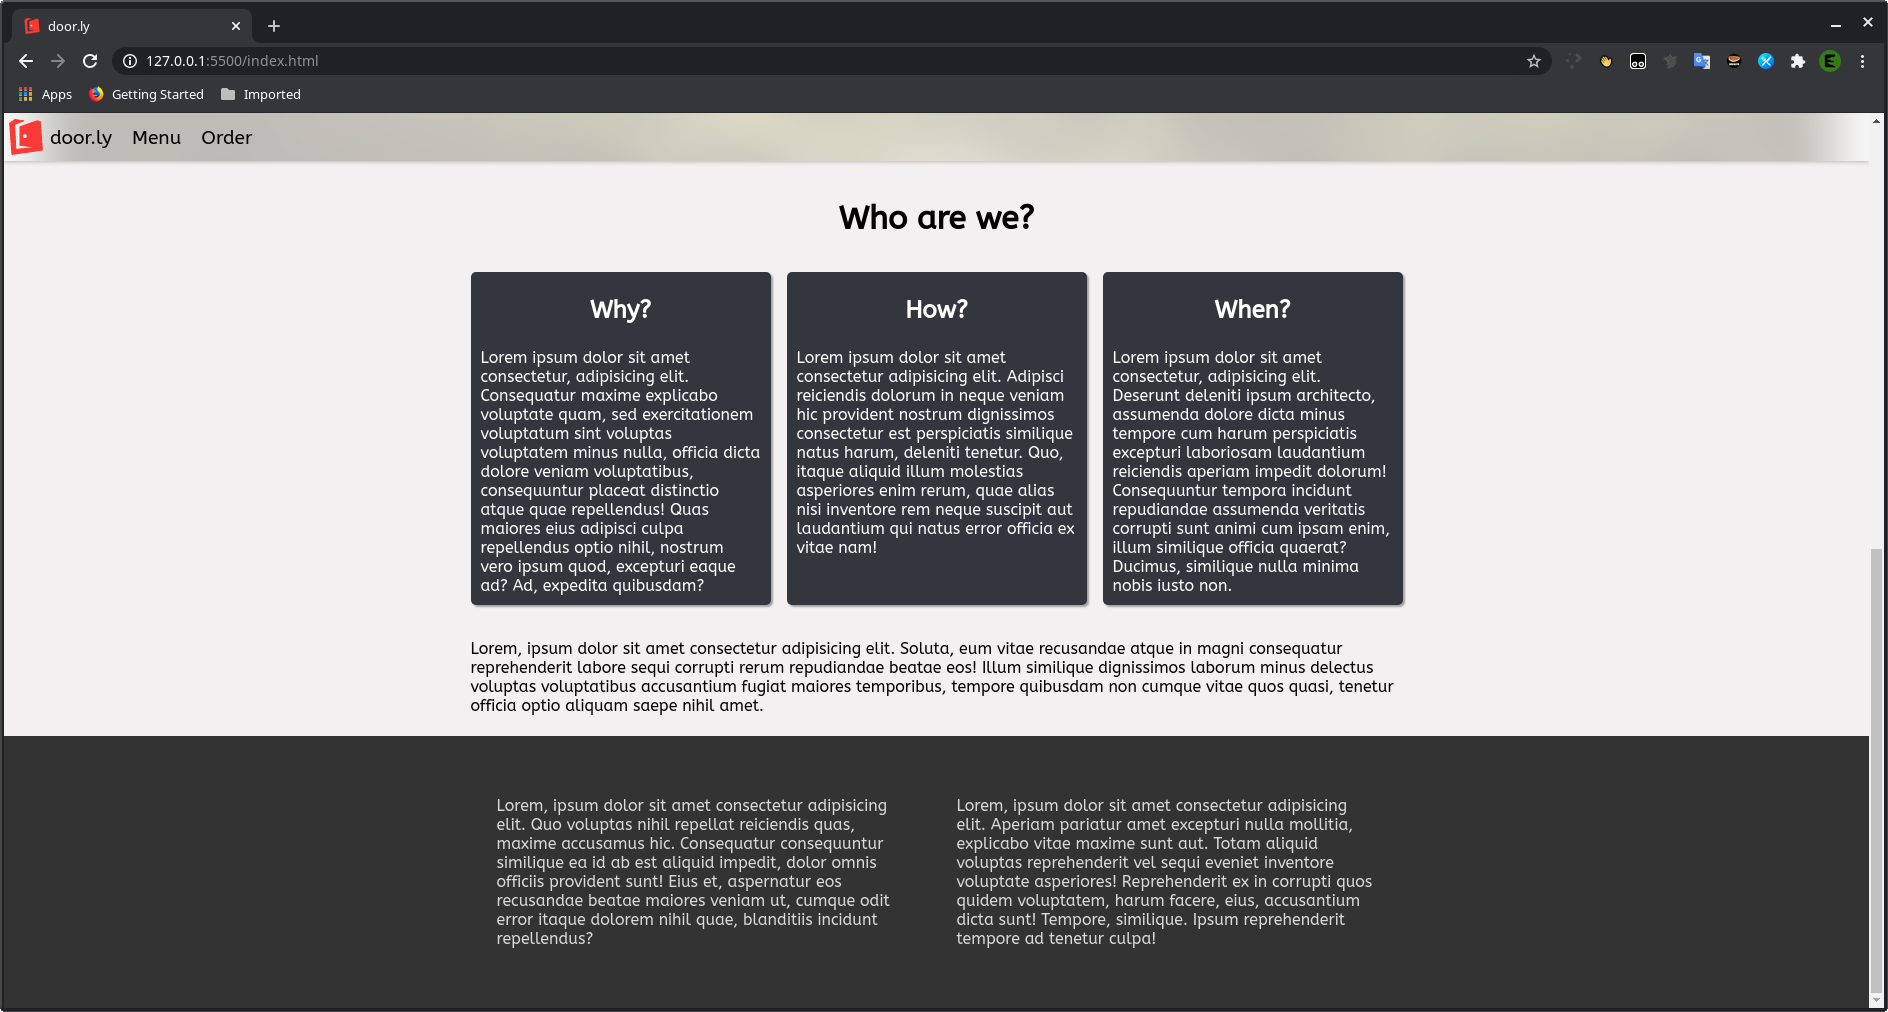 door.ly
127.0.0.1:5500/index.html
Apps Getting Started Imported
door.ly Menu Order
Who are we?
Why?
Lorem ipsum dolor sit amet
consectetur, adipisicing elit.
Consequatur maxime explicabo
voluptate quam, sed exercitationem
voluptatum sint voluptas
voluptatem minus nulla, officia dicta
dolore veniam voluptatibus,
consequuntur placeat distinctio
atque quae repellendus! Quas
maiores eius adipisci culpa
repellendus optio nihil, nostrum
vero ipsum quod, excepturi eaque
ad? Ad, expedita quibusdam?
How?
Lorem ipsum dolor sit amet
consectetur adipisicing elit. Adipisci
reiciendis dolorum in neque veniam
hic provident nostrum dignissimos
consectetur est perspiciatis similique
natus harum, deleniti tenetur. Quo,
itaque aliquid illum molestias
asperiores enim rerum, quae alias
nisi inventore rem neque suscipit aut
laudantium qui natus error officia ex
vitae nam!
When?
Lorem ipsum dolor sit amet
consectetur, adipisicing elit.
Deserunt deleniti ipsum architecto,
assumenda dolore dicta minus
tempore cum harum perspiciatis
excepturi laboriosam laudantium
reiciendis aperiam impedit dolorum!
Consequuntur tempora incidunt
repudiandae assumenda veritatis
corrupti sunt animi cum ipsam enim,
illum similique officia quaerat?
Ducimus, similique nulla minima
nobis iusto non.
Lorem, ipsum dolor sit amet consectetur adipisicing elit. Soluta, eum vitae recusandae atque in magni consequatur
reprehenderit labore sequi corrupti rerum repudiandae beatae eos! Illum similique dignissimos laborum minus delectus
voluptas voluptatibus accusantium fugiat maiores temporibus, tempore quibusdam non cumque vitae quos quasi, tenetur
officia optio aliquam saepe nihil amet.
Lorem, ipsum dolor sit amet consectetur adipisicing
elit. Quo voluptas nihil repellat reiciendis quas,
maxime accusamus hic. Consequatur consequuntur
similique ea id ab est aliquid impedit, dolor omnis
officiis provident sunt! Eius et, aspernatur eos
recusandae beatae maiores veniam ut, cumque odit
error itaque dolorem nihil quae, blanditiis incidunt
repellendus?
Lorem, ipsum dolor sit amet consectetur adipisicing
elit. Aperiam pariatur amet excepturi nulla mollitia,
explicabo vitae maxime sunt aut. Totam aliquid
voluptas reprehenderit vel sequi eveniet inventore
voluptate asperiores! Reprehenderit ex in corrupti quos
quidem voluptatem, harum facere, eius, accusantium
dicta sunt! Tempore, similique. Ipsum reprehenderit
tempore ad tenetur culpa!